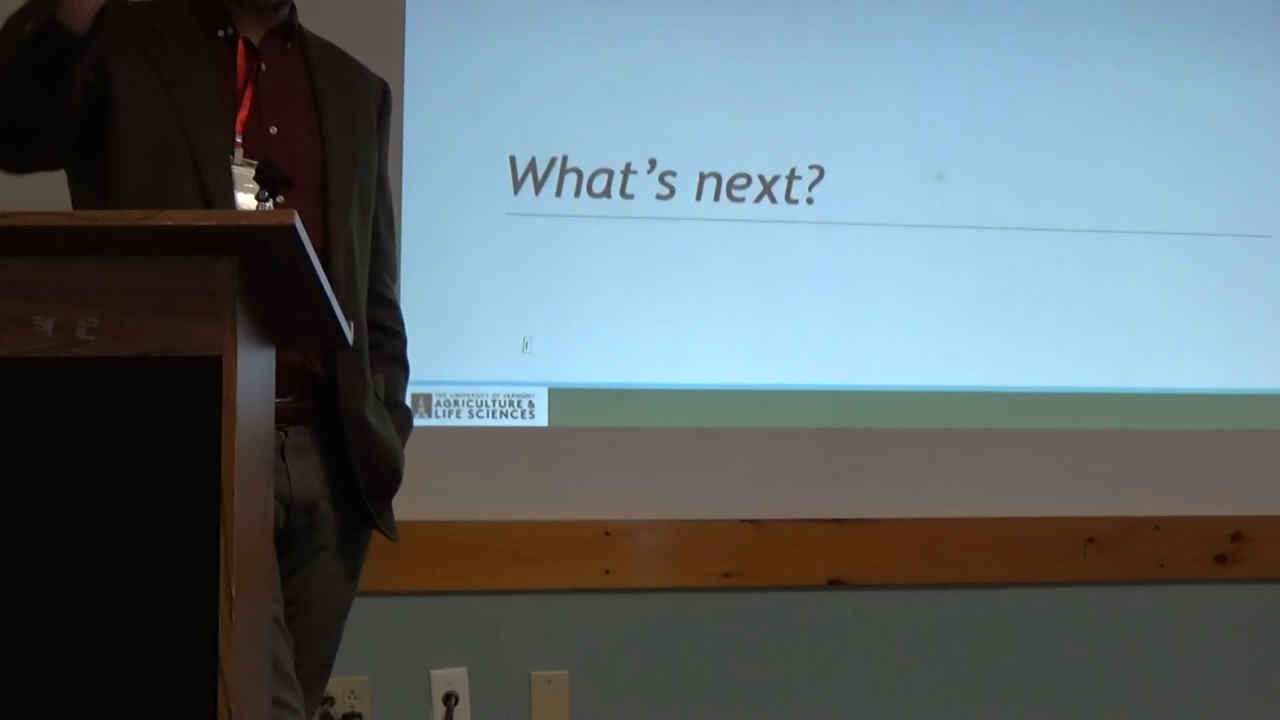 What's next?
THE UNIVERSITY OF VERMONT
AGRICULTURE &
LIFE SCIENCES